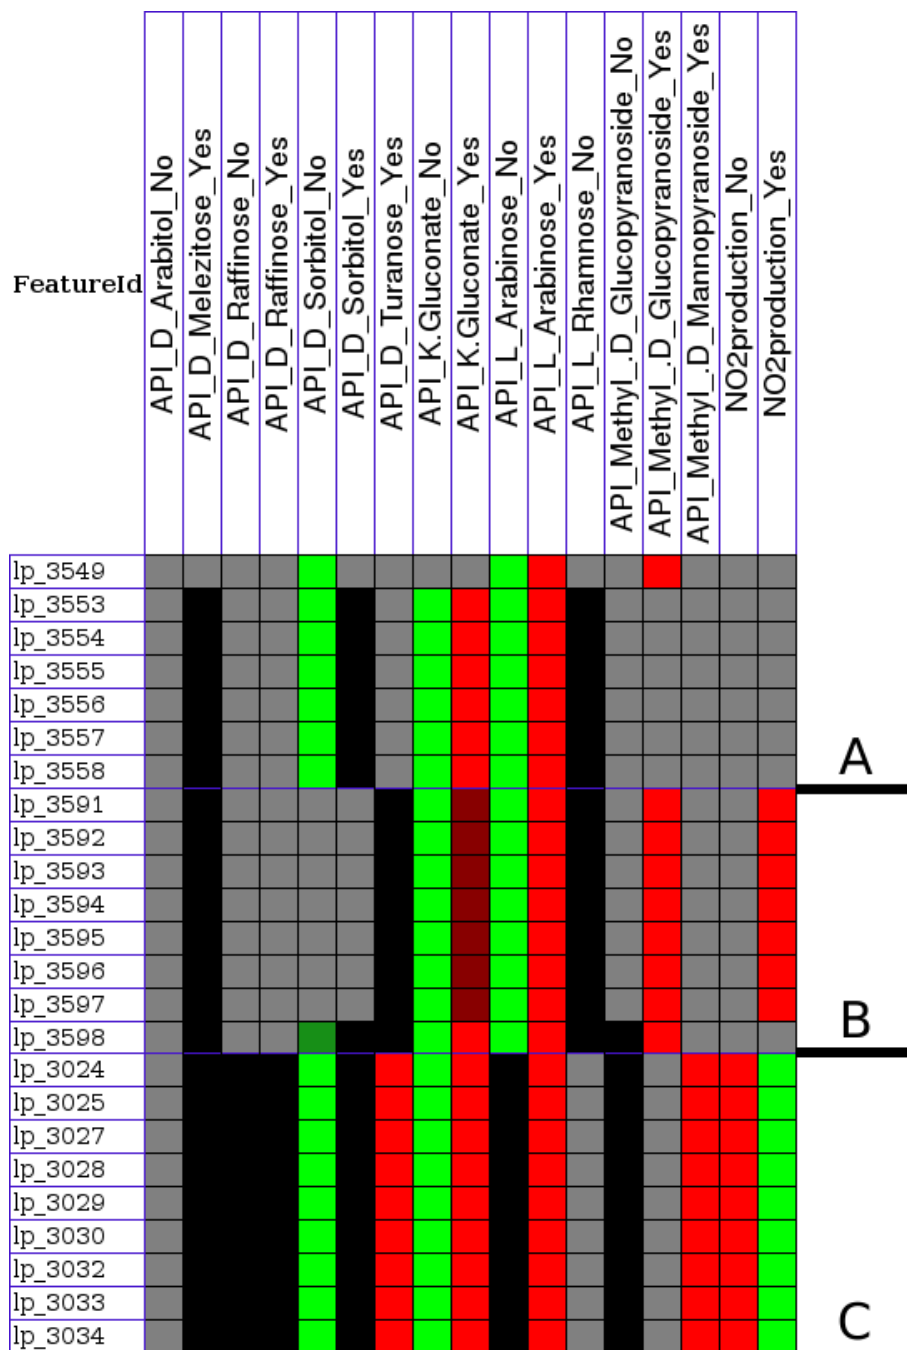 FeatureId
API_D_Arabitol_No
API_D_Melezitose_Yes
API_D_Raffinose_No
API_D_Raffinose_Yes
API_D_Sorbitol_No
API_D_Sorbitol_Yes
API_D_Turanose_Yes
API_K.Gluconate_No
API_K.Gluconate_Yes
API_L_Arabinose_No
API_L_Arabinose_Yes
API_L_Rhamnose_No
API_Methyl_.D_Glucopyranoside_No
API_Methyl_.D_Glucopyranoside_Yes
API_Methyl_.D_Mannopyranoside_Yes
NO2production_No
NO2production_Yes
lp_3549
lp_3553
lp_3554
lp_3555
lp_3556
lp_3557
lp_3558
A
lp_3591
lp_3592
lp_3593
lp_3594
lp_3595
lp_3596
lp_3597
lp_3598
B
lp_3024
lp_3025
lp_3027
lp_3028
lp_3029
lp_3030
lp_3032
lp_3033
lp_3034
C